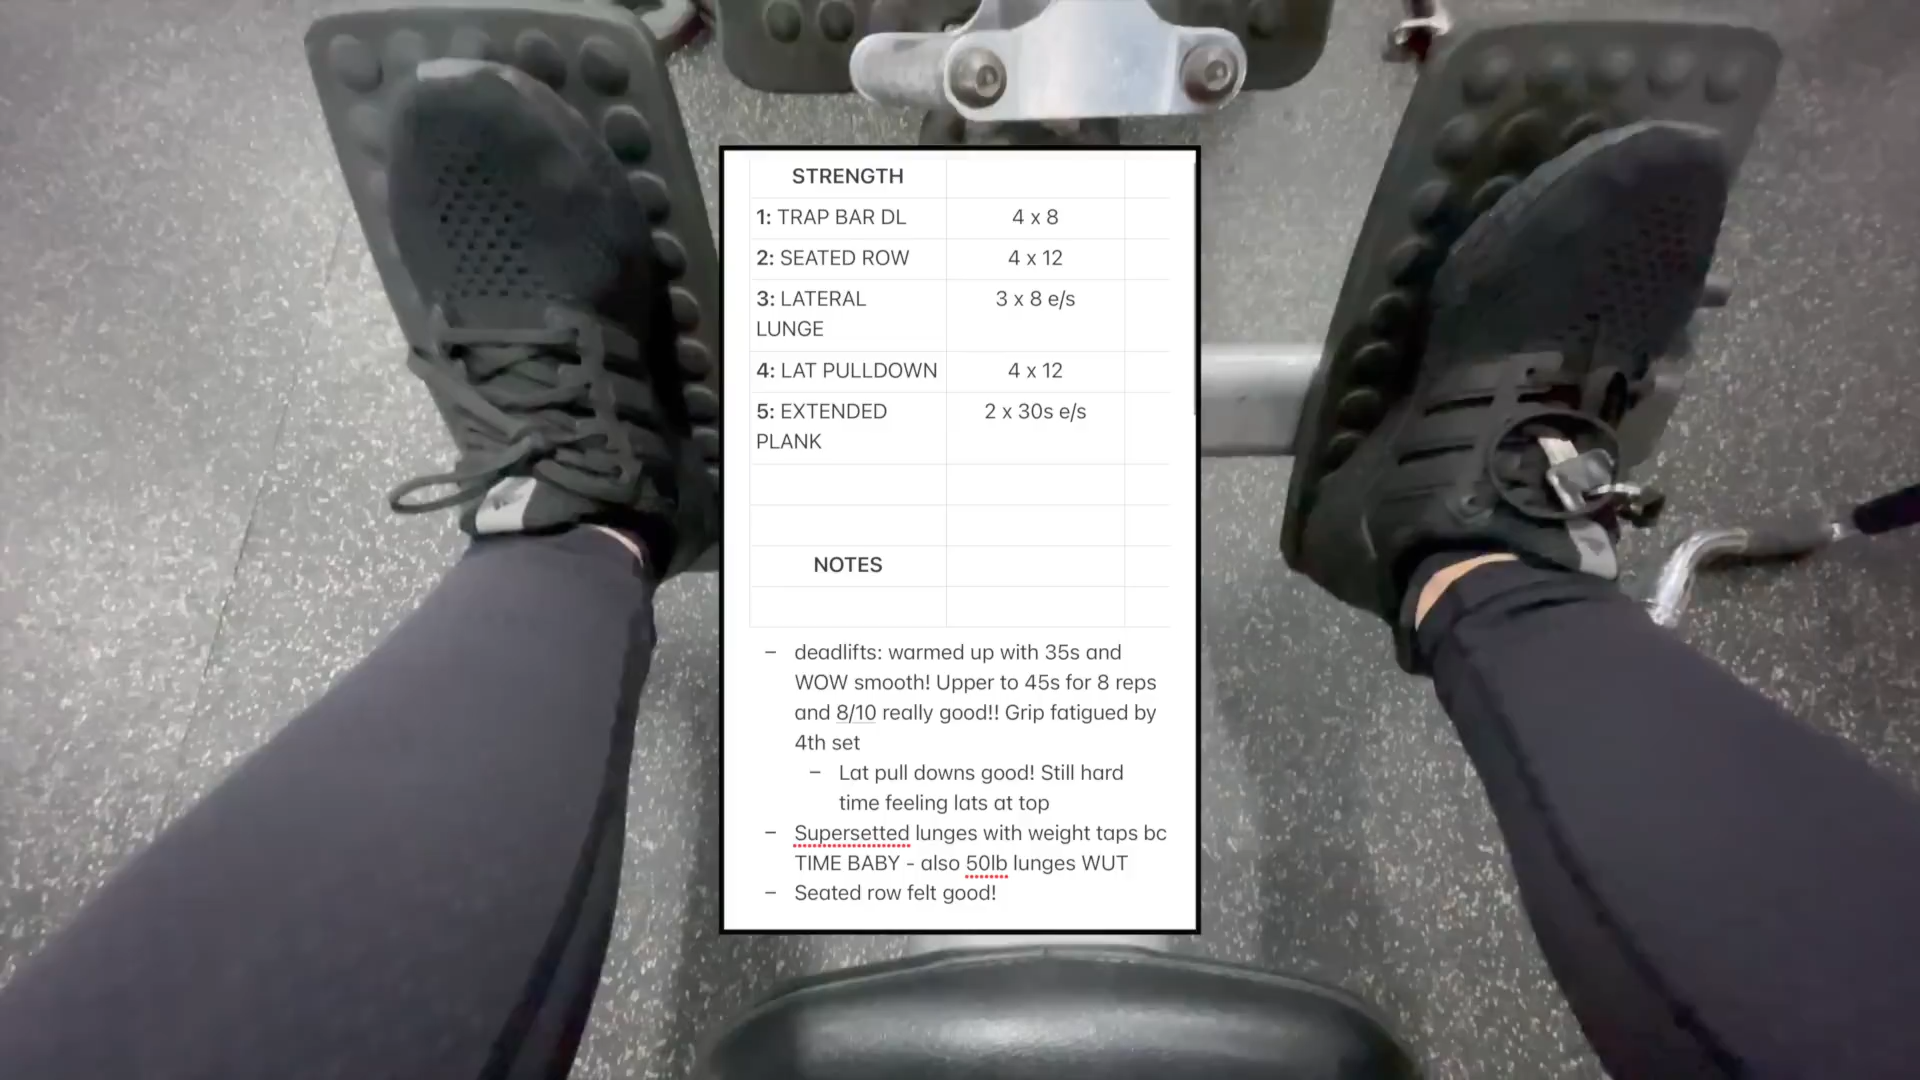 STRENGTH
1: TRAP BAR DL 4 x 8
2: SEATED ROW 4 x 12
3: LATERAL 3 x 8 e/s
LUNGE
4: LAT PULLDOWN 4 x 12
5: EXTENDED 2 x 30s e/s
PLANK
NOTES
– deadlifts: warmed up with 35s and
WOW smooth! Upper to 45s for 8 reps
and 8/10 really good!! Grip fatigued by
4th set
– Lat pull downs good! Still hard
time feeling lats at top
– Supersetted lunges with weight taps bc
TIME BABY - also 50lb lunges WUT
– Seated row felt good!